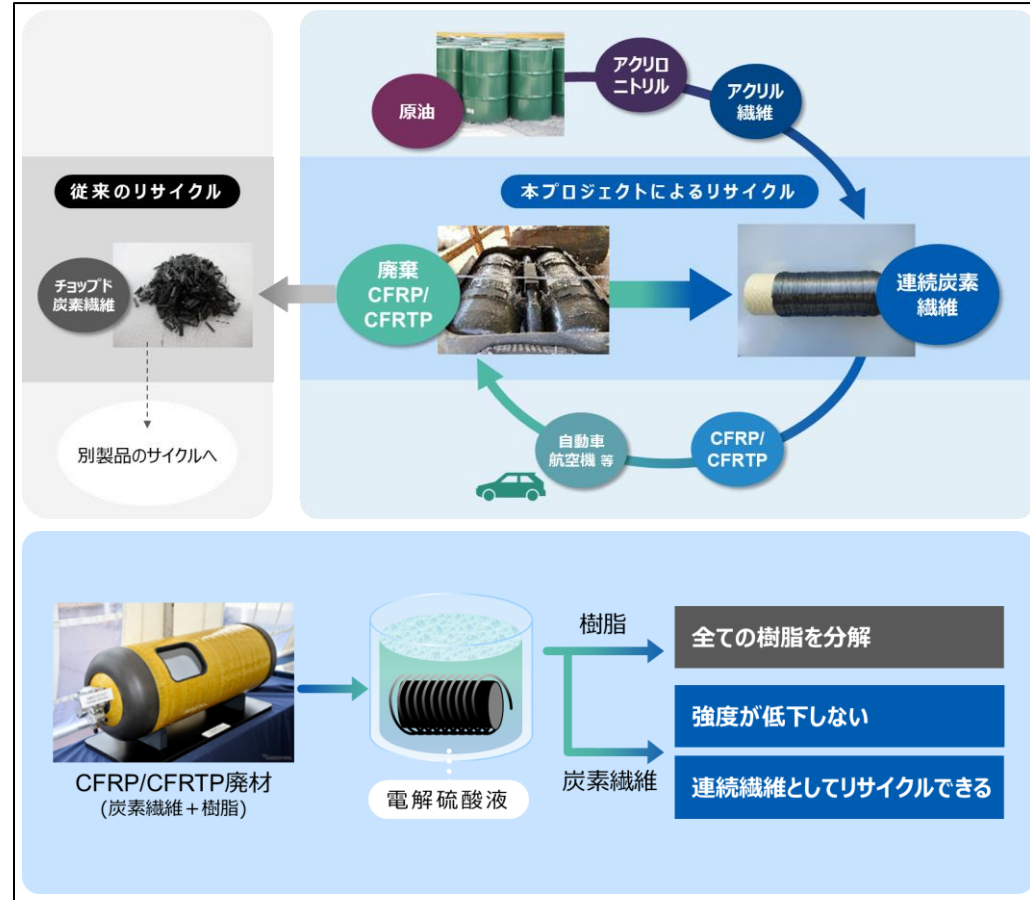 原油
アクリロ
ニトリル
アクリル
繊維
従来のリサイクル
本プロジェクトによるリサイクル
チョップド
炭素繊維
廃棄
CFRP/
CFRTP
連続炭素
繊維
別製品のサイクルへ
自動車
航空機 等
CFRP/
CFRTP
CFRP/CFRTP廃材
(炭素繊維＋樹脂)
電解硫酸液
樹脂
炭素繊維
全ての樹脂を分解
強度が低下しない
連続繊維としてリサイクルできる